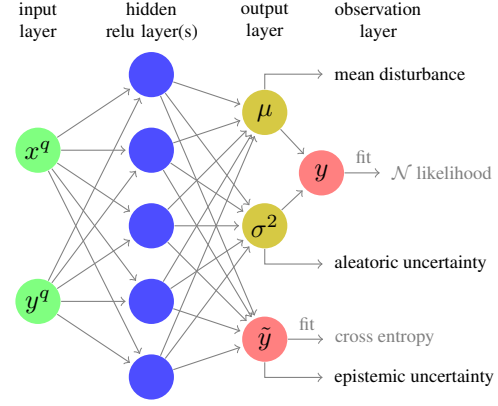 input layer
hidden relu layer(s)
output layer
observation layer
mean disturbance
μ
x^q
y
fit
𝒩 likelihood
σ²
aleatoric uncertainty
y^q
ỹ
fit
cross entropy
epistemic uncertainty